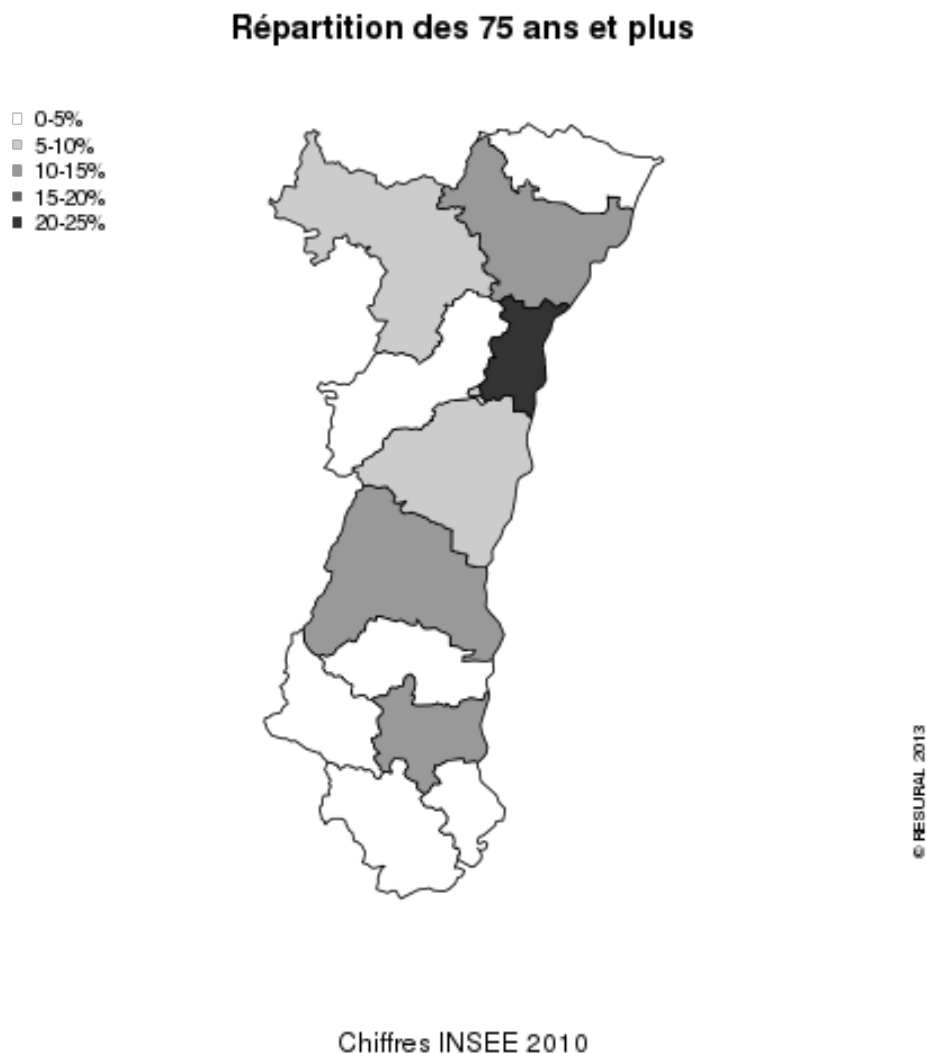 Répartition des 75 ans et plus
0-5%
5-10%
10-15%
15-20%
20-25%
© RESURAL 2013
Chiffres INSEE 2010